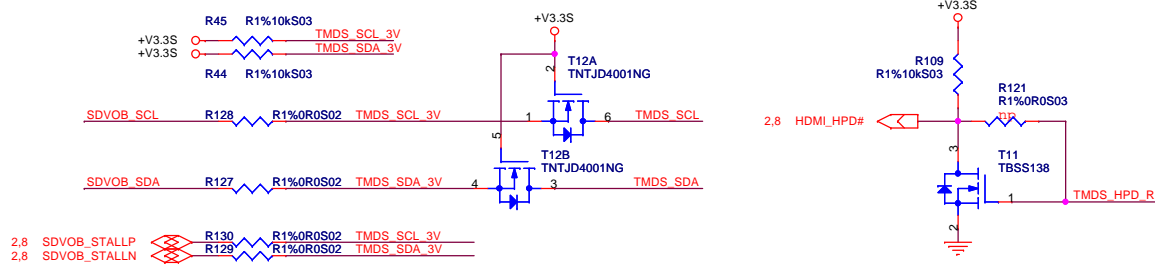 R45 R1%10kS03
+V3.3S TMDS_SCL_3V
+V3.3S TMDS_SDA_3V
R44 R1%10kS03
+V3.3S
2
T12A
TNTJD4001NG
SDVOB_SCL R128 R1%0R0S02 TMDS_SCL_3V 1 6 TMDS_SCL
5
T12B
TNTJD4001NG
SDVOB_SDA R127 R1%0R0S02 TMDS_SDA_3V 4 3 TMDS_SDA
2,8 SDVOB_STALLP R130 R1%0R0S02 TMDS_SCL_3V
2,8 SDVOB_STALLN R129 R1%0R0S02 TMDS_SDA_3V
+V3.3S
R109
R1%10kS03
R121
R1%0R0S03
np
2,8 HDMI_HPD#
3
T11
TBSS138
1 TMDS_HPD_R
2